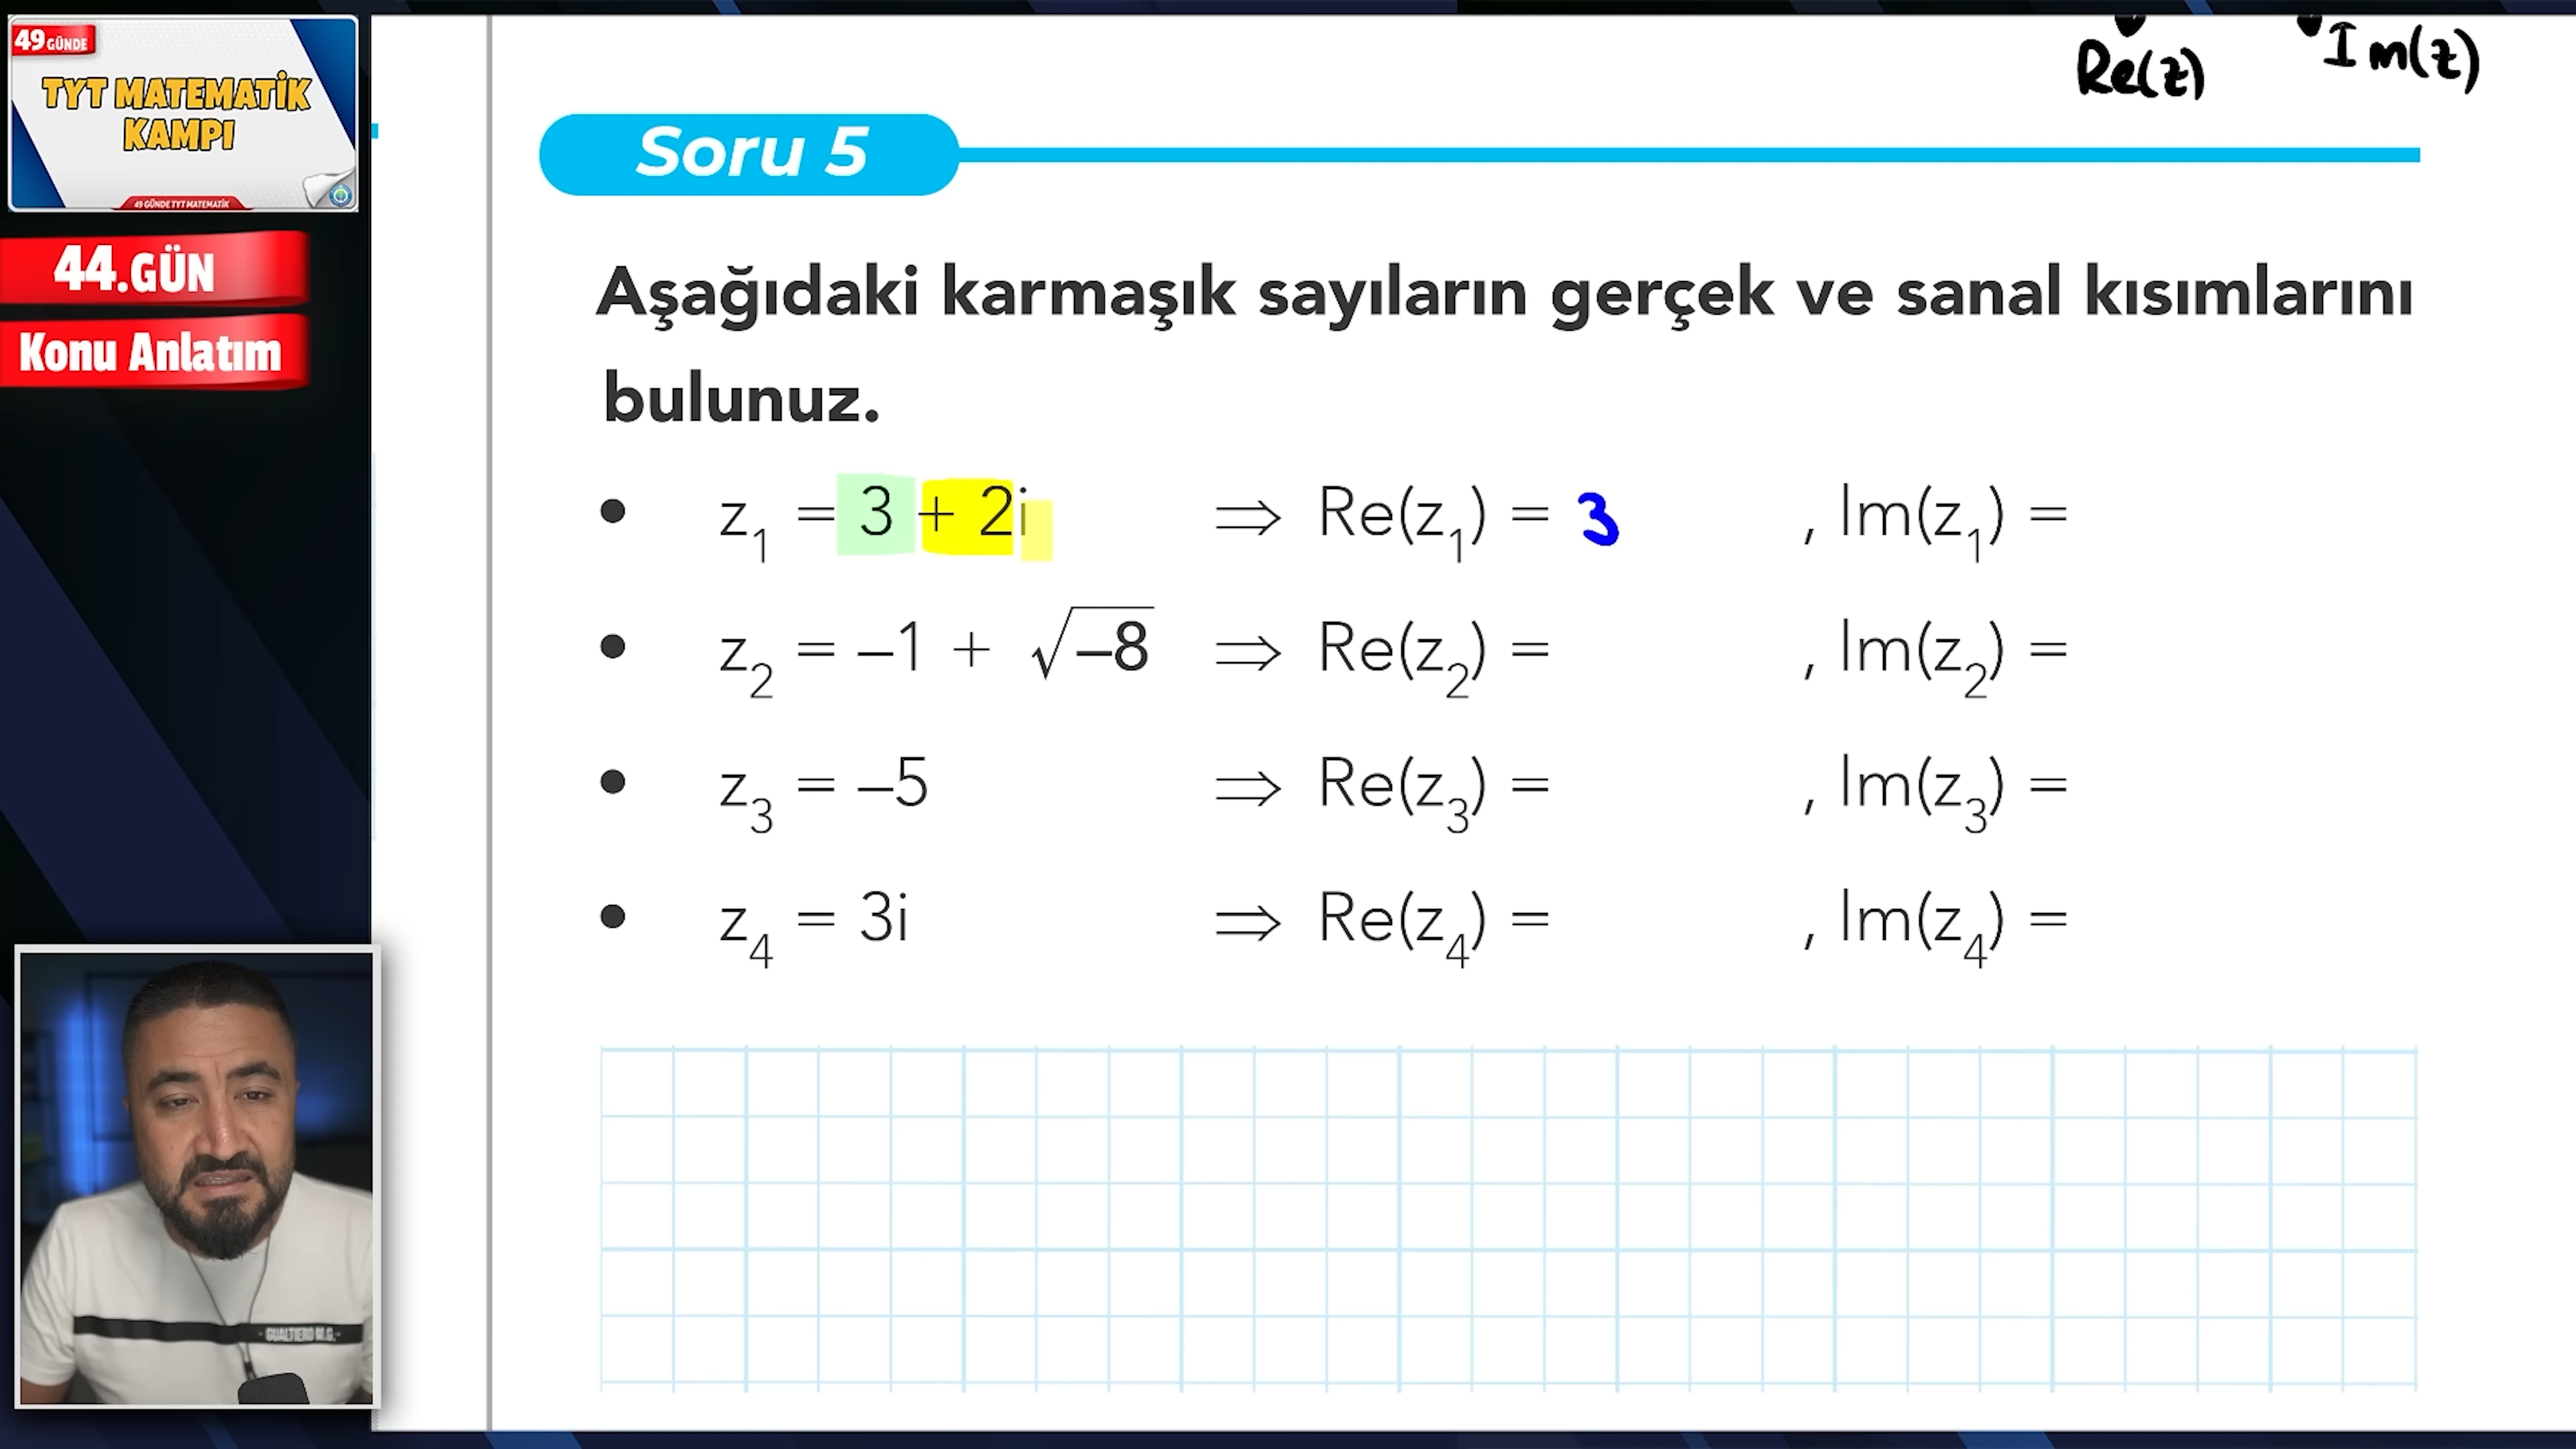 49 GÜNDE
TYT MATEMATİK
KAMPI
49 GÜNDE TYT MATEMATİK
44.GÜN
Konu Anlatım
Re(z) Im(z)
Soru 5
Aşağıdaki karmaşık sayıların gerçek ve sanal kısımlarını
bulunuz.
• z₁ = 3 + 2i ⇒ Re(z₁) = 3 , Im(z₁) =
• z₂ = –1 + √–8 ⇒ Re(z₂) = , Im(z₂) =
• z₃ = –5 ⇒ Re(z₃) = , Im(z₃) =
• z₄ = 3i ⇒ Re(z₄) = , Im(z₄) =
- GUALTIERO M.G. -